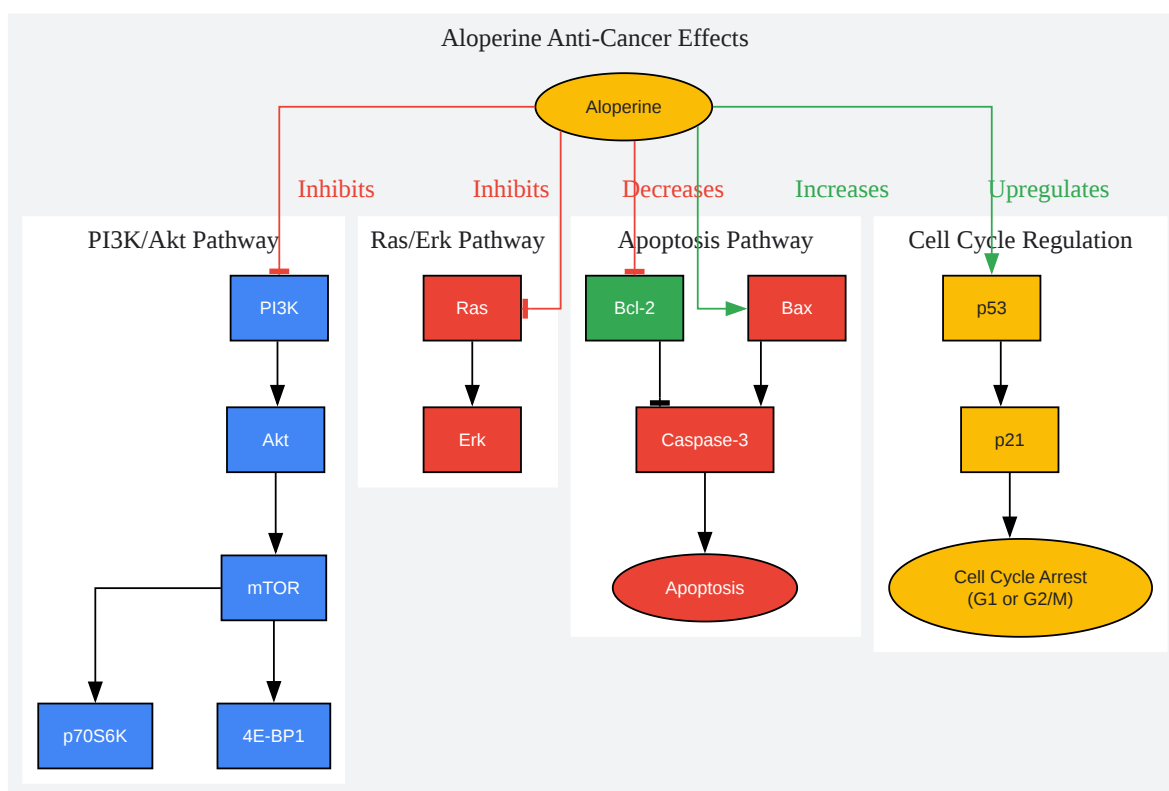 Aloperine Anti-Cancer Effects
Aloperine
Inhibits
Inhibits
Decreases
Increases
Upregulates
PI3K/Akt Pathway
Ras/Erk Pathway
Apoptosis Pathway
Cell Cycle Regulation
PI3K
Ras
Bcl-2
Bax
p53
Akt
Erk
Caspase-3
p21
mTOR
Apoptosis
Cell Cycle Arrest
(G1 or G2/M)
p70S6K
4E-BP1